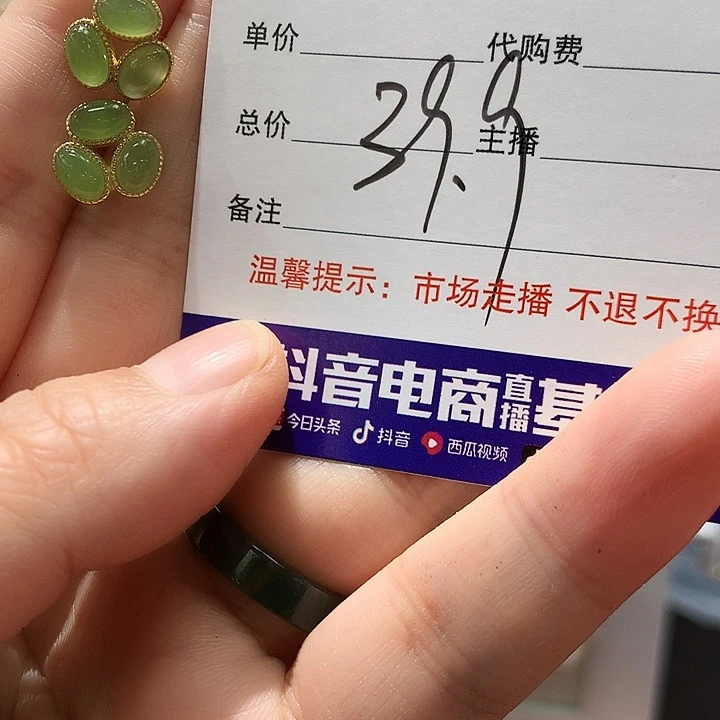 单价 代购费
总价 39.9 主播
备注
温馨提示：市场走播 不退不换
抖音电商直播基
今日头条 抖音 西瓜视频